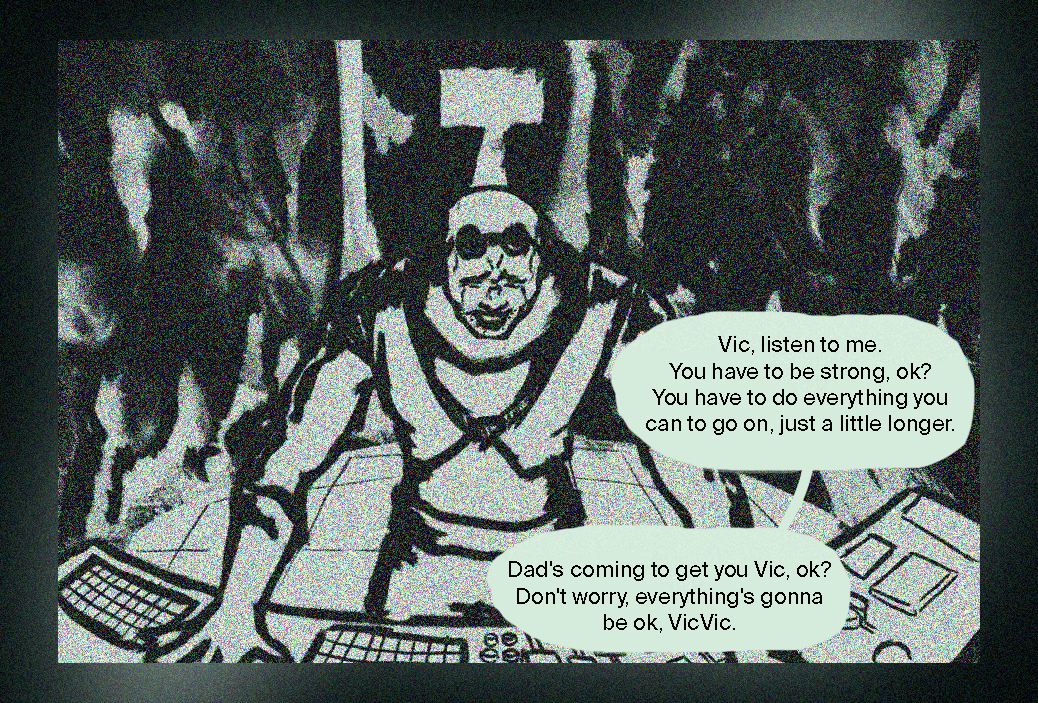 Vic, listen to me.
You have to be strong, ok?
You have to do everything you
can to go on, just a little longer.
Dad's coming to get you Vic, ok?
Don't worry, everything's gonna
be ok, VicVic.